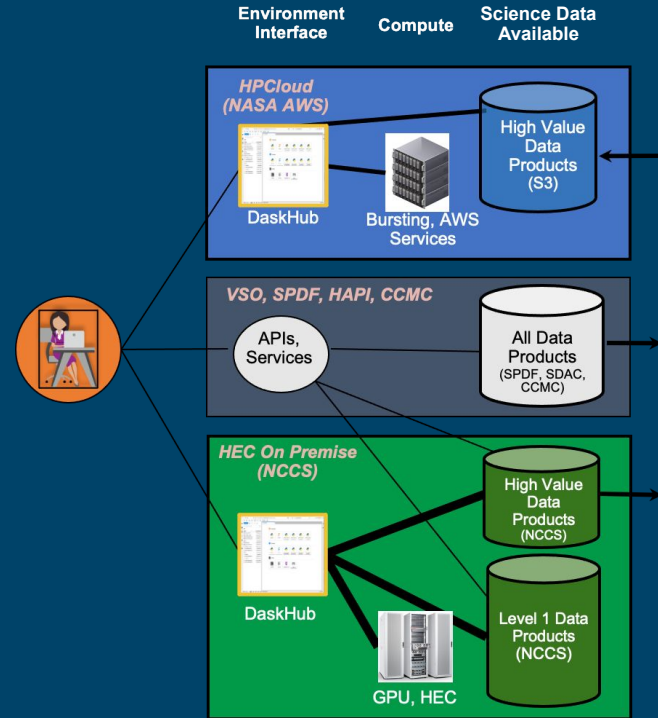 Environment
Interface
Compute
Science Data
Available
HPCloud
(NASA AWS)
DaskHub
Bursting, AWS
Services
High Value
Data
Products
(S3)
VSO, SPDF, HAPI, CCMC
APIs,
Services
All Data
Products
(SPDF, SDAC,
CCMC)
HEC On Premise
(NCCS)
DaskHub
GPU, HEC
High Value
Data
Products
(NCCS)
Level 1 Data
Products
(NCCS)